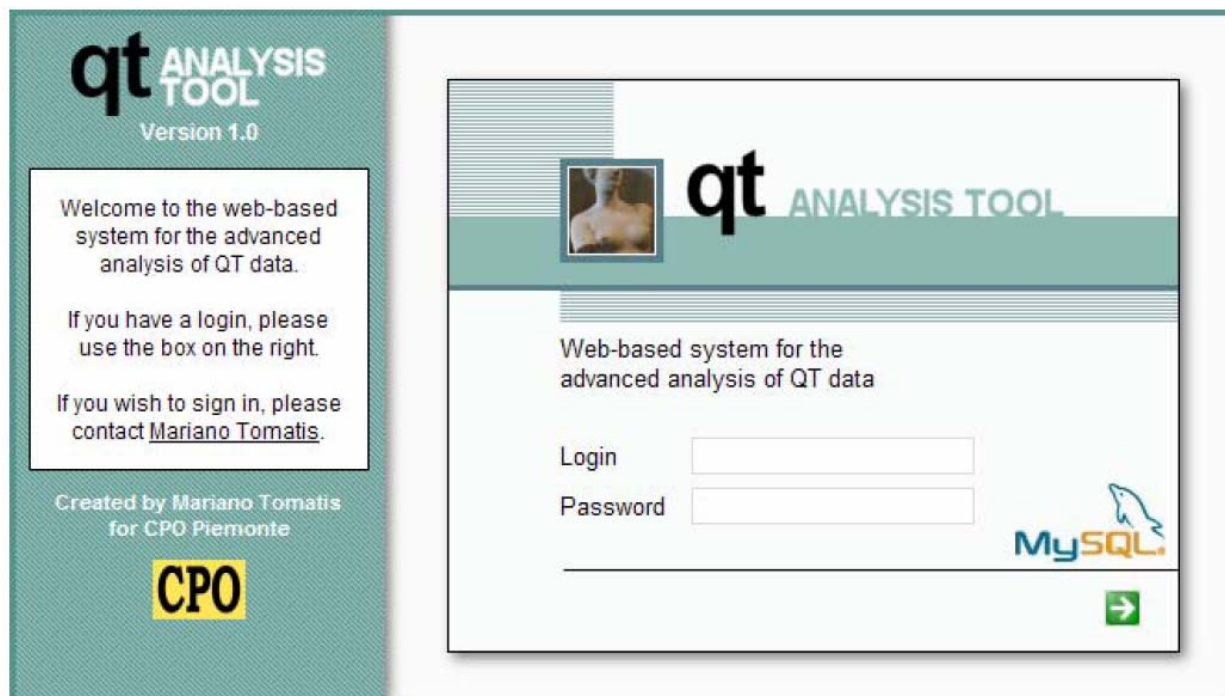 qt ANALYSIS
TOOL
Version 1.0
Welcome to the web-based
system for the advanced
analysis of QT data.
If you have a login, please
use the box on the right.
If you wish to sign in, please
contact Mariano Tomatis.
Created by Mariano Tomatis
for CPO Piemonte
CPO
qt ANALYSIS TOOL
Web-based system for the
advanced analysis of QT data
Login
Password
MySQL.